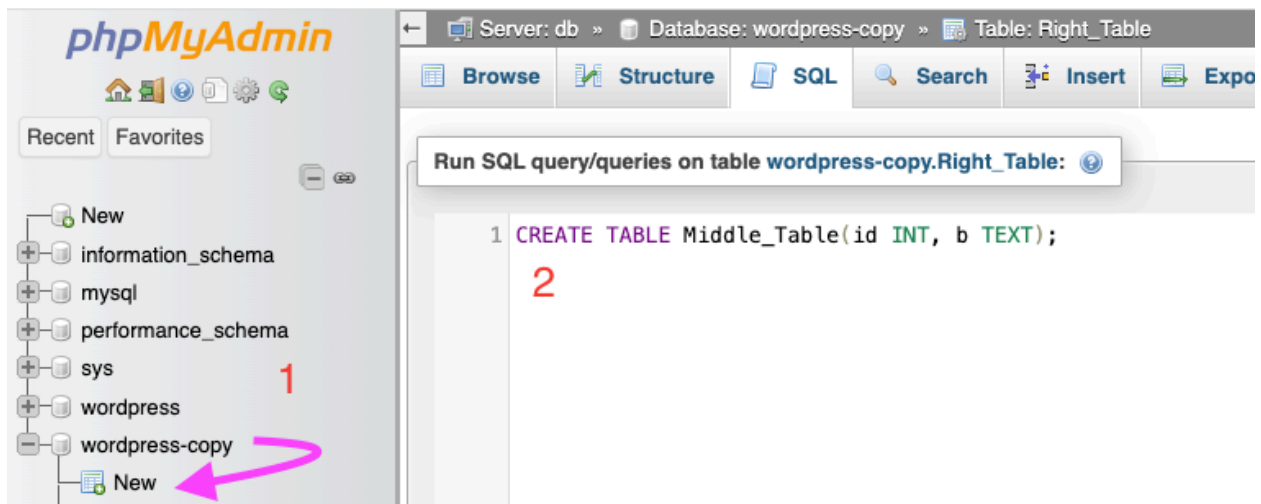 phpMyAdmin
Recent Favorites
New
information_schema
mysql
performance_schema
sys
1
wordpress
wordpress-copy
New
← Server: db » Database: wordpress-copy » Table: Right_Table
Browse Structure SQL Search Insert Expo
Run SQL query/queries on table wordpress-copy.Right_Table:
1 CREATE TABLE Middle_Table(id INT, b TEXT);
2